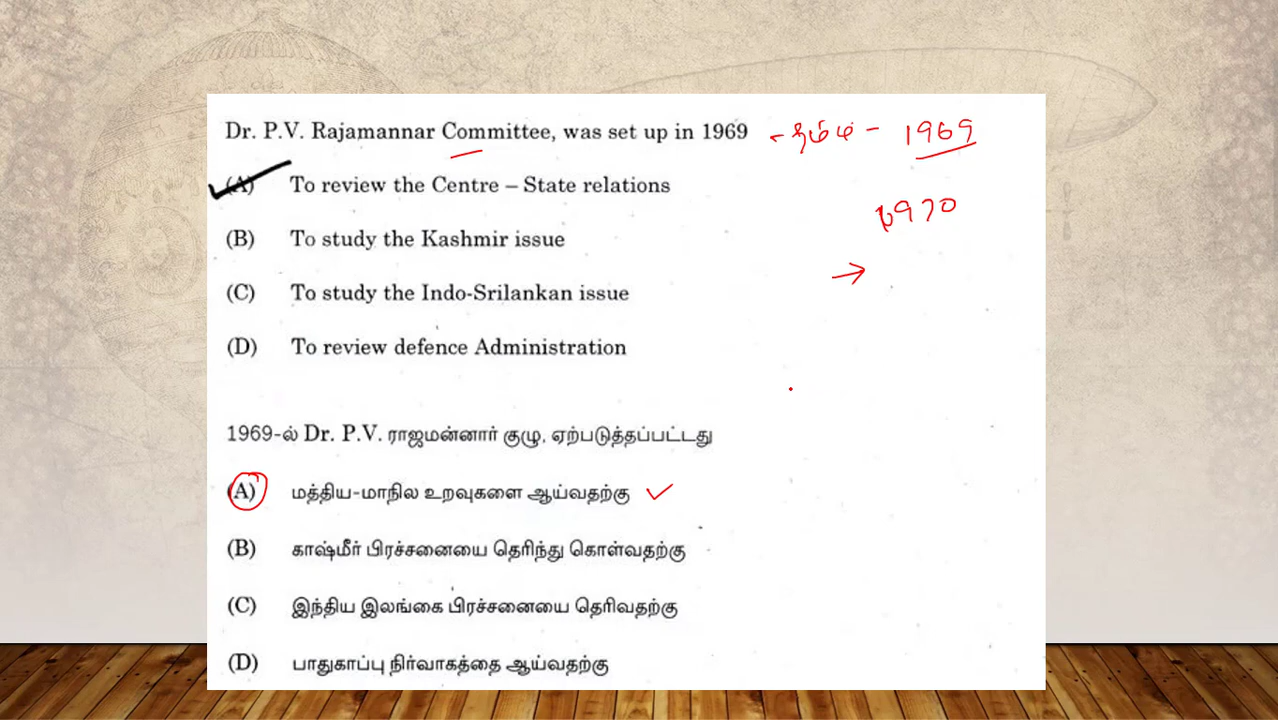 Dr. P.V. Rajamannar Committee, was set up in 1969 - தமிழ் - 1969
(A) To review the Centre – State relations
1970
(B) To study the Kashmir issue
(C) To study the Indo-Srilankan issue
(D) To review defence Administration
1969-ல் Dr. P.V. ராஜமன்னார் குழு, ஏற்படுத்தப்பட்டது
(A) மத்திய-மாநில உறவுகளை ஆய்வதற்கு
(B) காஷ்மீர் பிரச்சனையை தெரிந்து கொள்வதற்கு
(C) இந்திய இலங்கை பிரச்சனையை தெரிவதற்கு
(D) பாதுகாப்பு நிர்வாகத்தை ஆய்வதற்கு